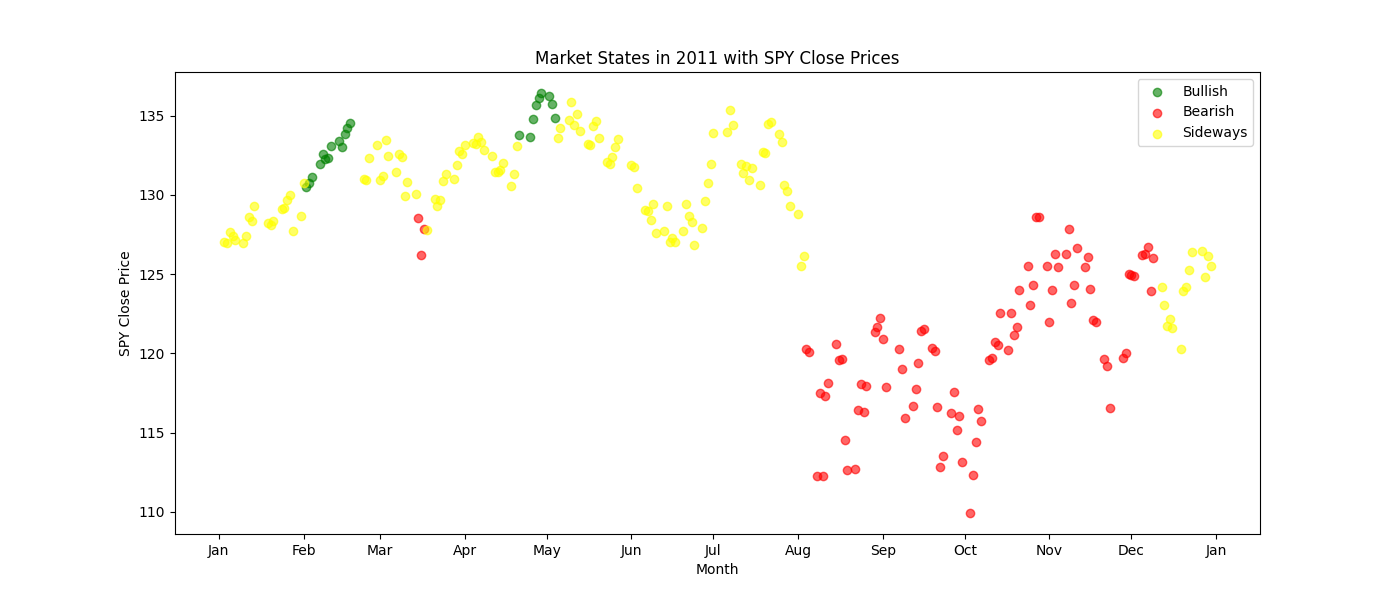 Market States in 2011 with SPY Close Prices
Bullish
Bearish
Sideways
SPY Close Price
135
130
125
120
115
110
Jan Feb Mar Apr May Jun Jul Aug Sep Oct Nov Dec Jan
Month